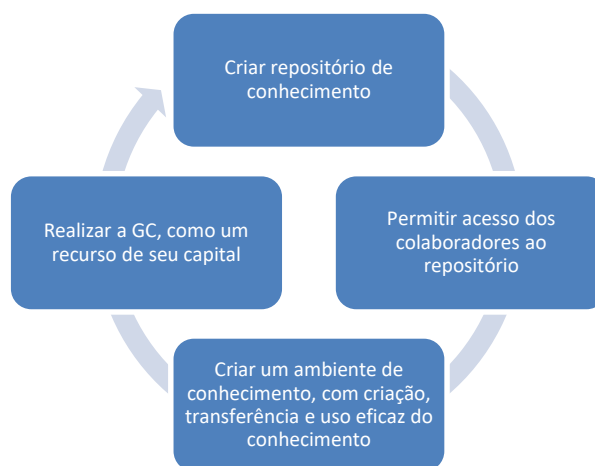 Criar repositório de
conhecimento
Permitir acesso dos
colaboradores ao
repositório
Criar um ambiente de
conhecimento, com criação,
transferência e uso eficaz do
conhecimento
Realizar a GC, como um
recurso de seu capital